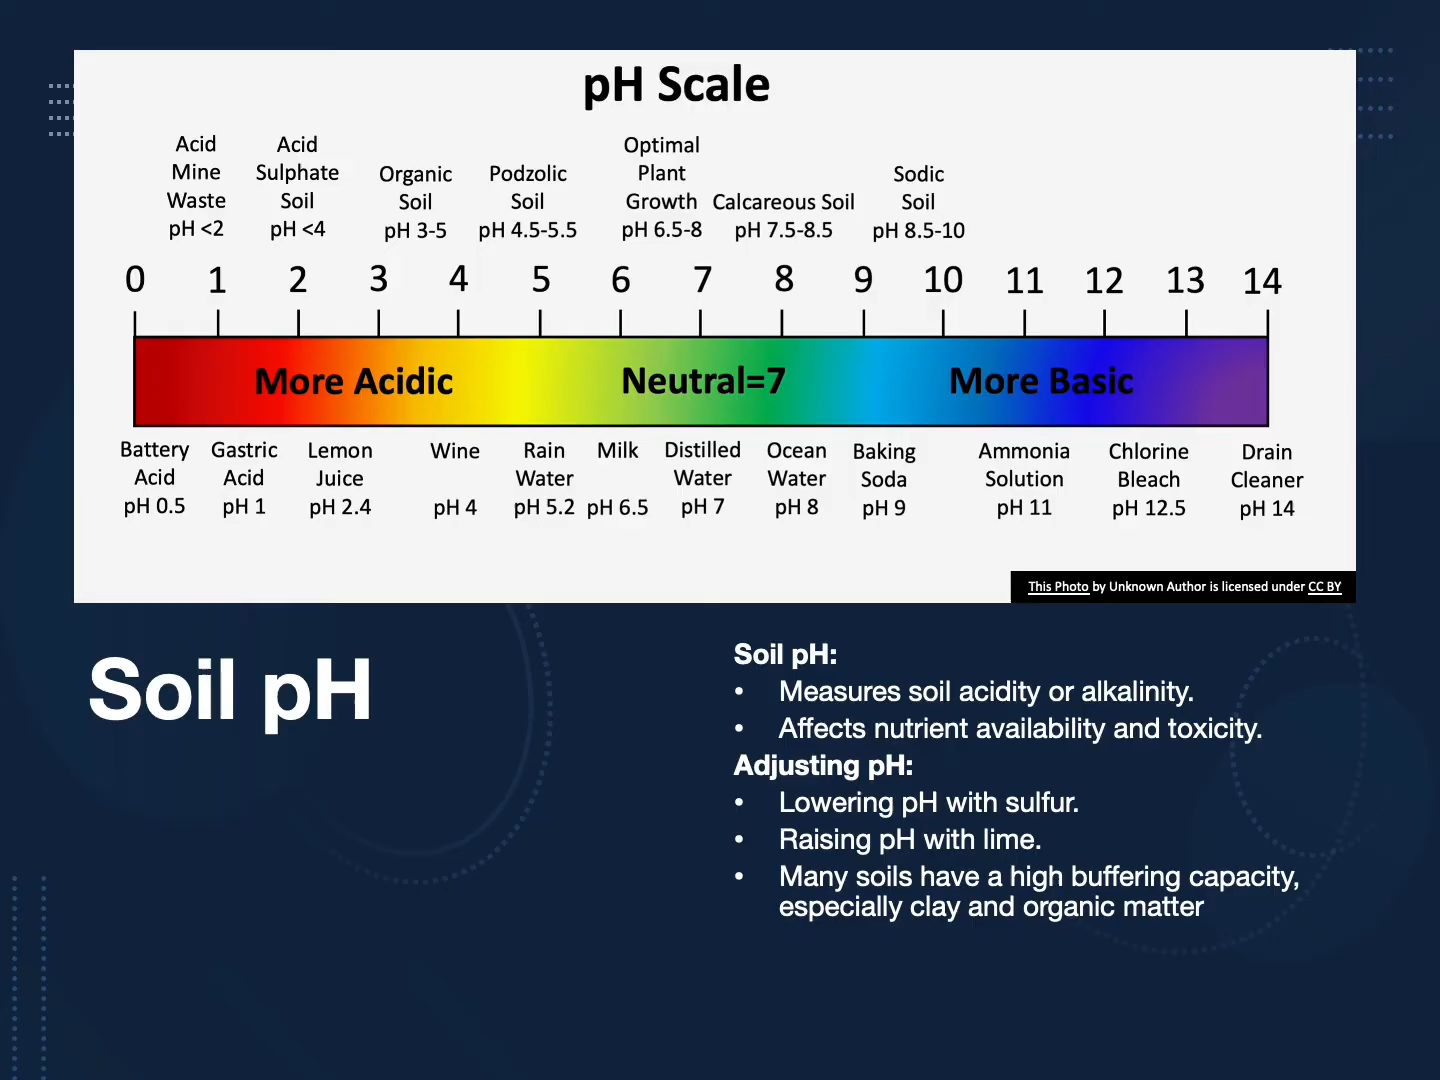 pH Scale
Acid
Mine
Waste
pH <2
Acid
Sulphate
Soil
pH <4
Organic
Soil
pH 3-5
Podzolic
Soil
pH 4.5-5.5
Optimal
Plant
Growth
pH 6.5-8
Calcareous Soil
pH 7.5-8.5
Sodic
Soil
pH 8.5-10
0 1 2 3 4 5 6 7 8 9 10 11 12 13 14
More Acidic Neutral=7 More Basic
Battery
Acid
pH 0.5
Gastric
Acid
pH 1
Lemon
Juice
pH 2.4
Wine
pH 4
Rain
Water
pH 5.2
Milk
pH 6.5
Distilled
Water
pH 7
Ocean
Water
pH 8
Baking
Soda
pH 9
Ammonia
Solution
pH 11
Chlorine
Bleach
pH 12.5
Drain
Cleaner
pH 14
This Photo by Unknown Author is licensed under CC BY
Soil pH
Soil pH:
• Measures soil acidity or alkalinity.
• Affects nutrient availability and toxicity.
Adjusting pH:
• Lowering pH with sulfur.
• Raising pH with lime.
• Many soils have a high buffering capacity,
especially clay and organic matter